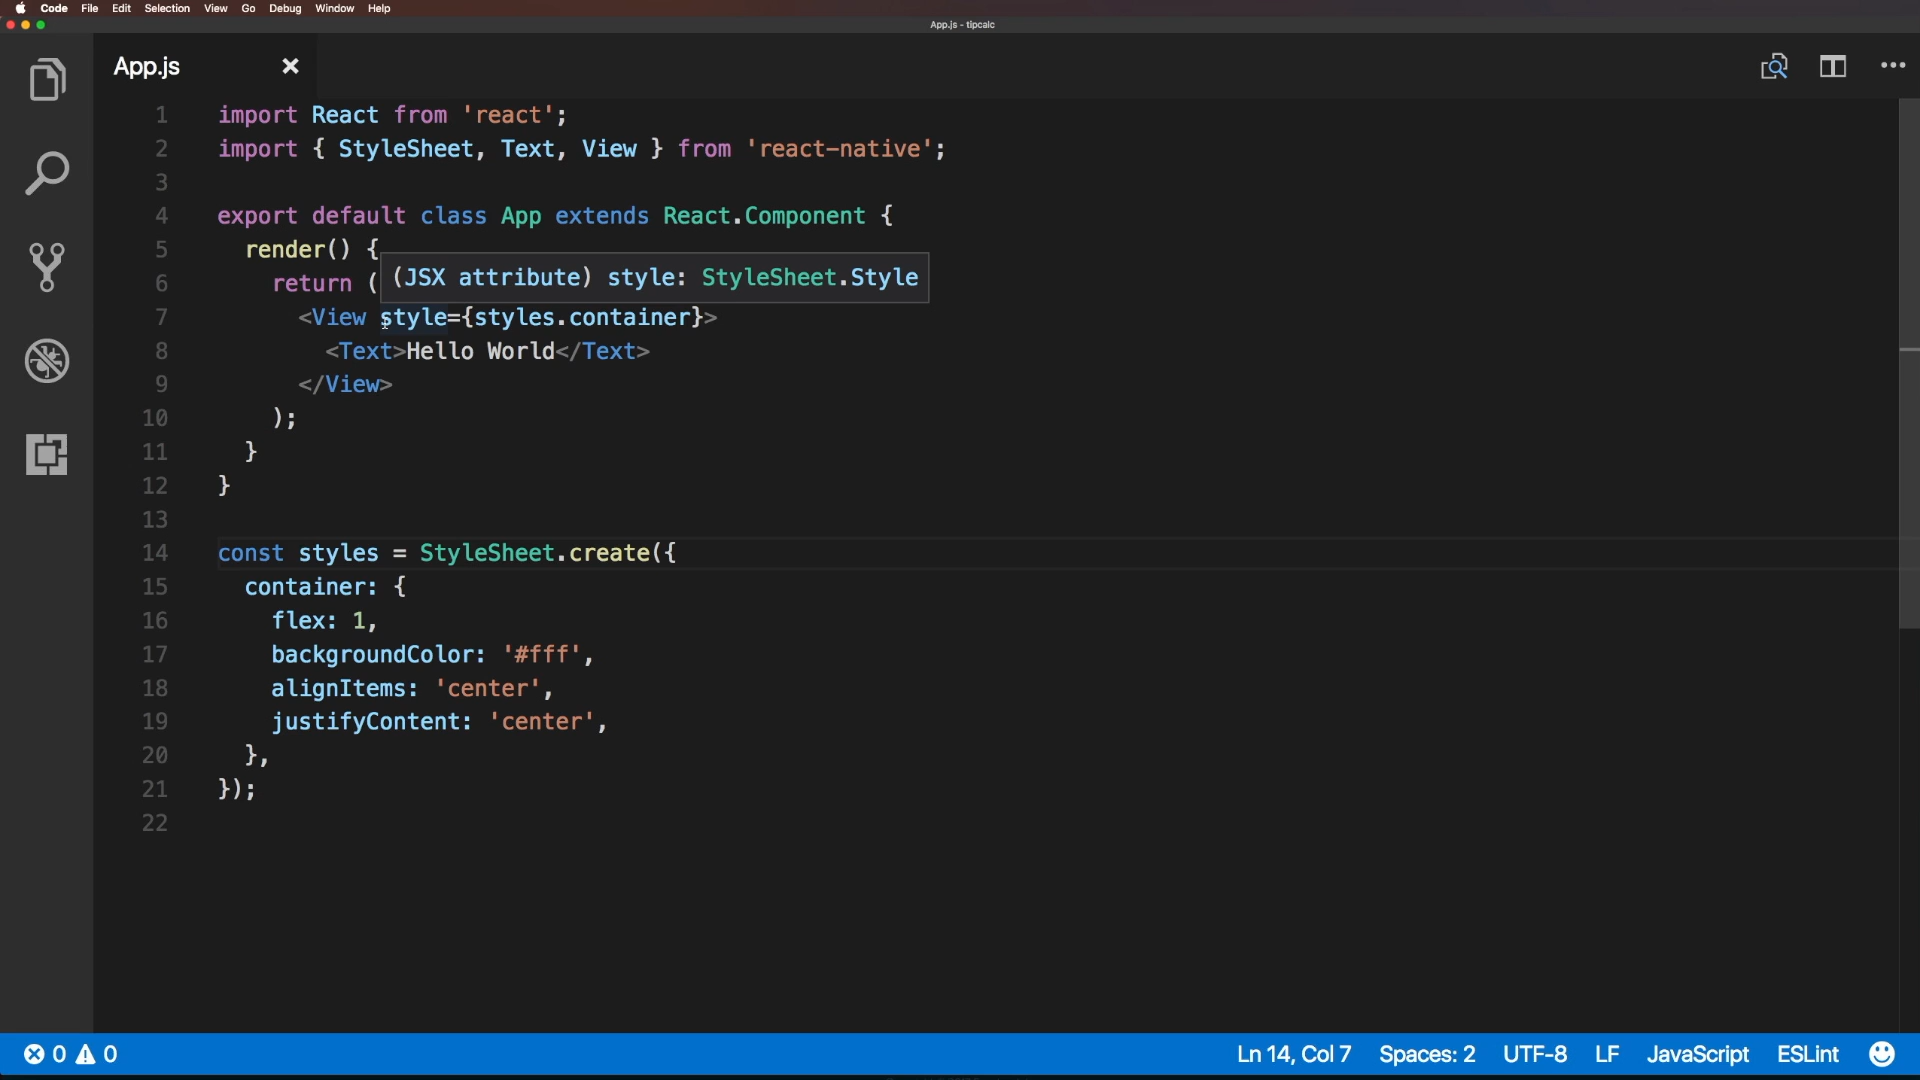 Code File Edit Selection View Go Debug Window Help
App.js - tipcalc
App.js
1 import React from 'react';
2 import { StyleSheet, Text, View } from 'react-native';
3
4 export default class App extends React.Component {
5 render() {
(JSX attribute) style: StyleSheet.Style
6 return (
7 <View style={styles.container}>
8 <Text>Hello World</Text>
9 </View>
10 );
11 }
12 }
13
14 const styles = StyleSheet.create({
15 container: {
16 flex: 1,
17 backgroundColor: '#fff',
18 alignItems: 'center',
19 justifyContent: 'center',
20 },
21 });
22
0 0 Ln 14, Col 7 Spaces: 2 UTF-8 LF JavaScript ESLint